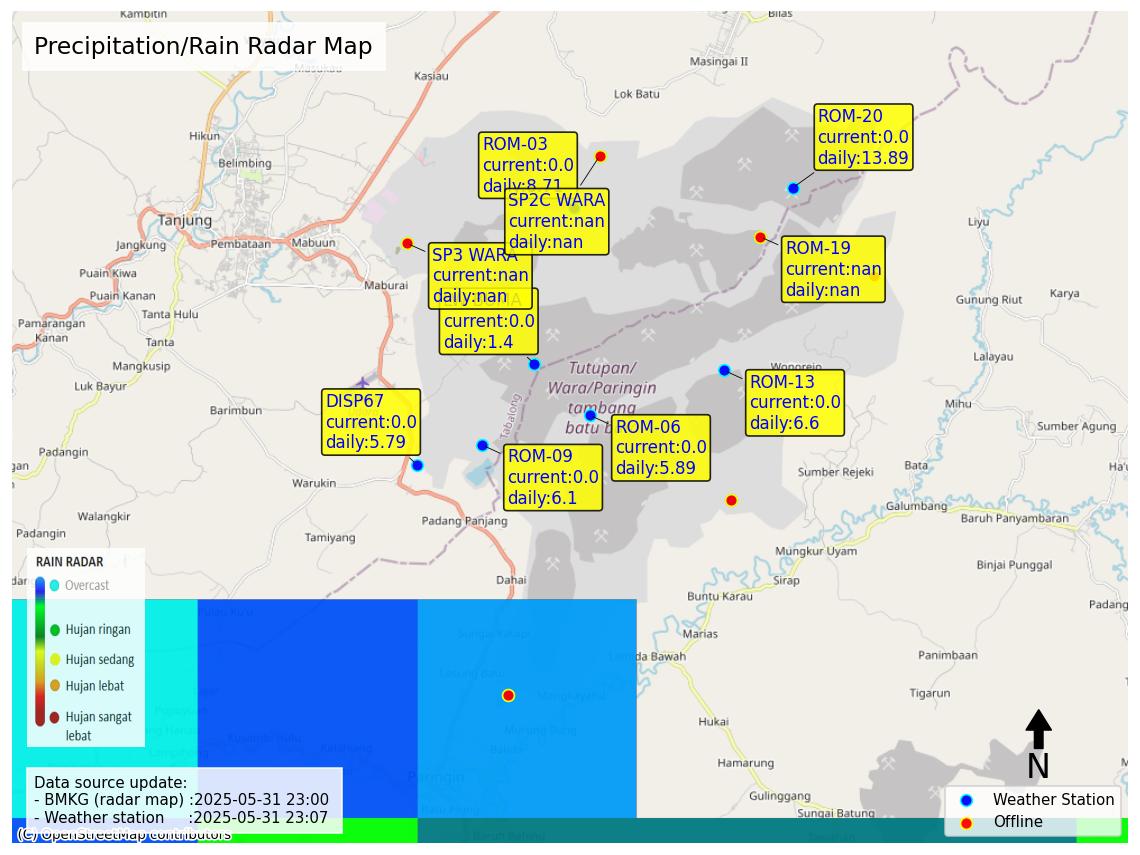 Kambitin
Bilas
Precipitation/Rain Radar Map
Masukau
Kasiau
Masingai II
Lok Batu
Hikun
Belimbing
ROM-03
current:0.0
daily:8.71
ROM-20
current:0.0
daily:13.89
SP2C WARA
current:nan
daily:nan
Tanjung
Jangkung
Pembataan
Mabuun
Liyu
SP3 WARA
current:nan
daily:nan
ROM-19
current:nan
daily:nan
Puain Kiwa
Maburai
Puain Kanan
Gunung Riut
Karya
Tanta Hulu
current:0.0
daily:1.4
Pamarangan
Kanan
Tanta
Lalayau
Mangkusip
Wonorejo
Tutupan/
Wara/Paringin
tambang
batu
Luk Bayur
ROM-13
current:0.0
daily:6.6
DISP67
current:0.0
daily:5.79
Barimbun
Tabalong
Mihu
ROM-06
current:0.0
daily:5.89
Sumber Agung
ROM-09
current:0.0
daily:6.1
Bata
Sumber Rejeki
Warukin
Galumbang
Walangkir
Padang Panjang
Baruh Panyambaran
Padangin
Tamiyang
Mungkur Uyam
Binjai Punggal
RAIN RADAR
Overcast
Hujan ringan
Hujan sedang
Hujan lebat
Hujan sangat
lebat
Dahai
Sirap
Buntu Karau
Padang
Marias
Panimbaan
Tigarun
Mangkayahu
Hukai
Murung Dung
Hamarung
N
Paringin
Data source update:
- BMKG (radar map) :2025-05-31 23:00
- Weather station :2025-05-31 23:07
Gulinggang
Sungai Batung
Weather Station
Offline
(C) OpenStreetMap contributors